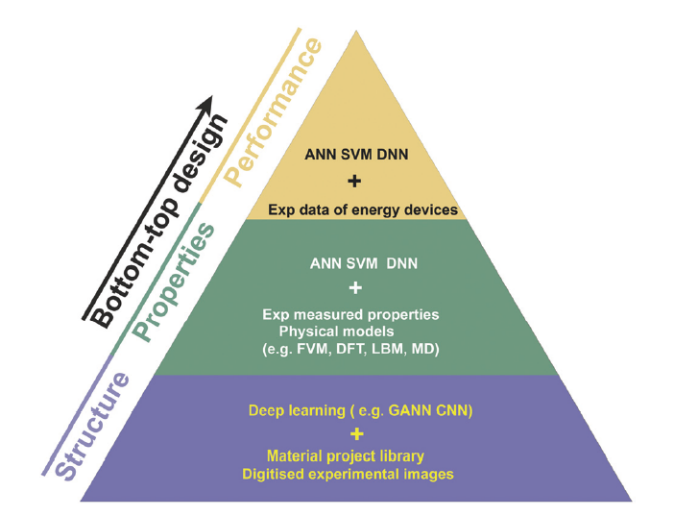 Performance
Bottom-top design
Properties
Structure
ANN SVM DNN
+
Exp data of energy devices
ANN SVM DNN
+
Exp measured properties
Physical models
(e.g. FVM, DFT, LBM, MD)
Deep learning ( e.g. GANN CNN)
+
Material project library
Digitised experimental images